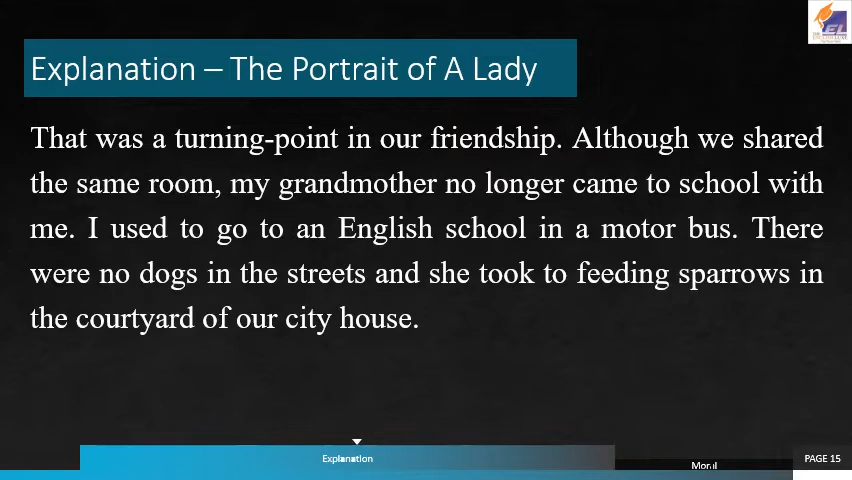 Explanation – The Portrait of A Lady
That was a turning-point in our friendship. Although we shared
the same room, my grandmother no longer came to school with
me. I used to go to an English school in a motor bus. There
were no dogs in the streets and she took to feeding sparrows in
the courtyard of our city house.
Explanation
Moral
PAGE 15
EL